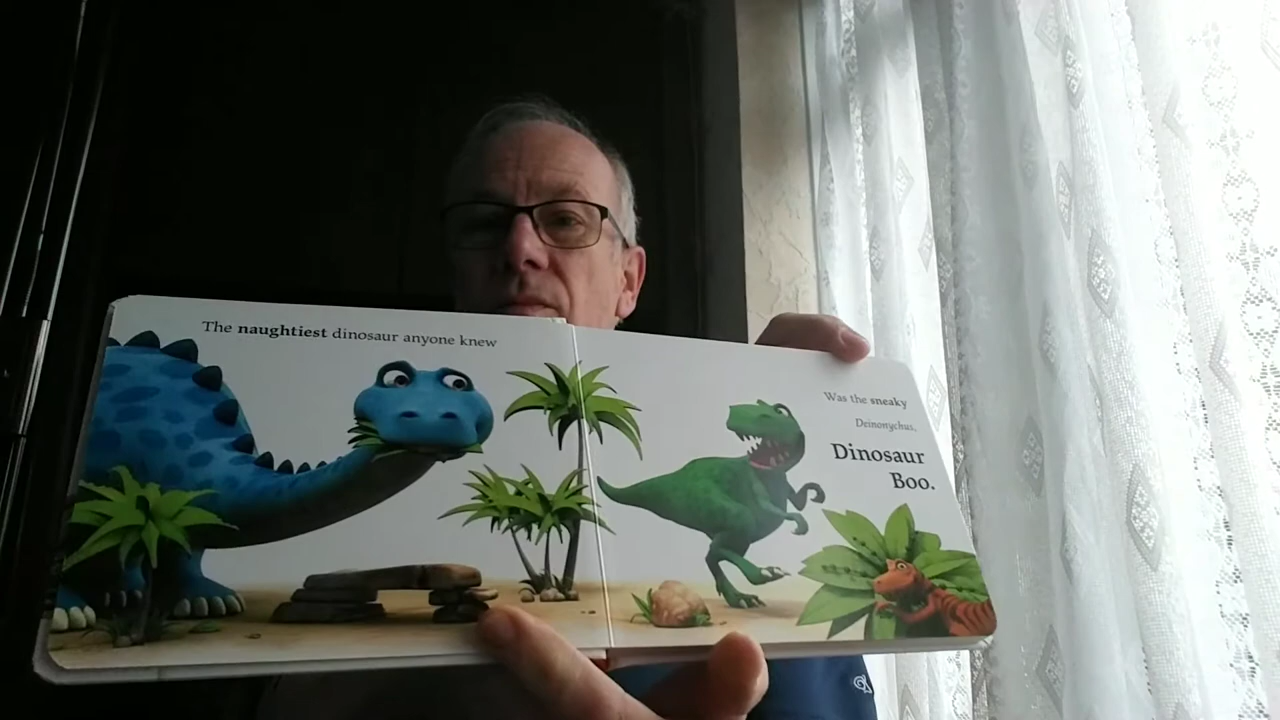 The naughtiest dinosaur anyone knew
Was the sneaky
Deinonychus,
Dinosaur
Boo.